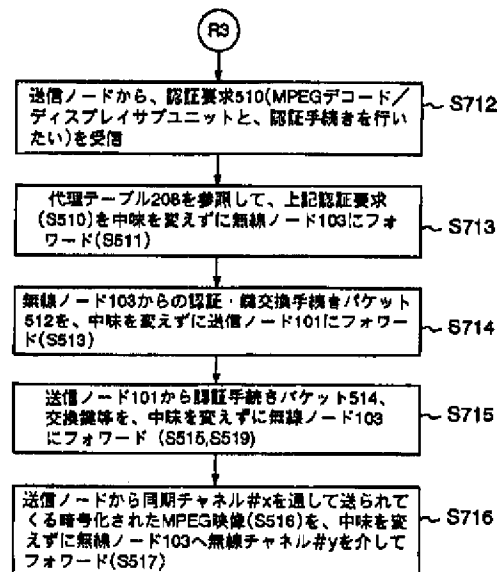 R3
送信ノードから、認証要求510(MPEGデコード/
ディスプレイサブユニットと、認証手続きを行い
たい)を受信
S712
代理テーブル208を参照して、上記認証要求
(S510)を中味を変えずに無線ノード103にフォ
ワード(S511)
S713
無線ノード103からの認証・鍵交換手続きパケット
512を、中味を変えずに送信ノード101にフォワー
ド(S513)
S714
送信ノード101から認証手続きパケット514、
交換鍵等を、中味を変えずに無線ノード103
にフォワード (S515,S519)
S715
送信ノードから同期チャネル#xを通して送られて
くる暗号化されたMPEG映像(S516)を、中味を変
えずに無線ノード103へ無線チャネル#yを介して
フォワード(S517)
S716